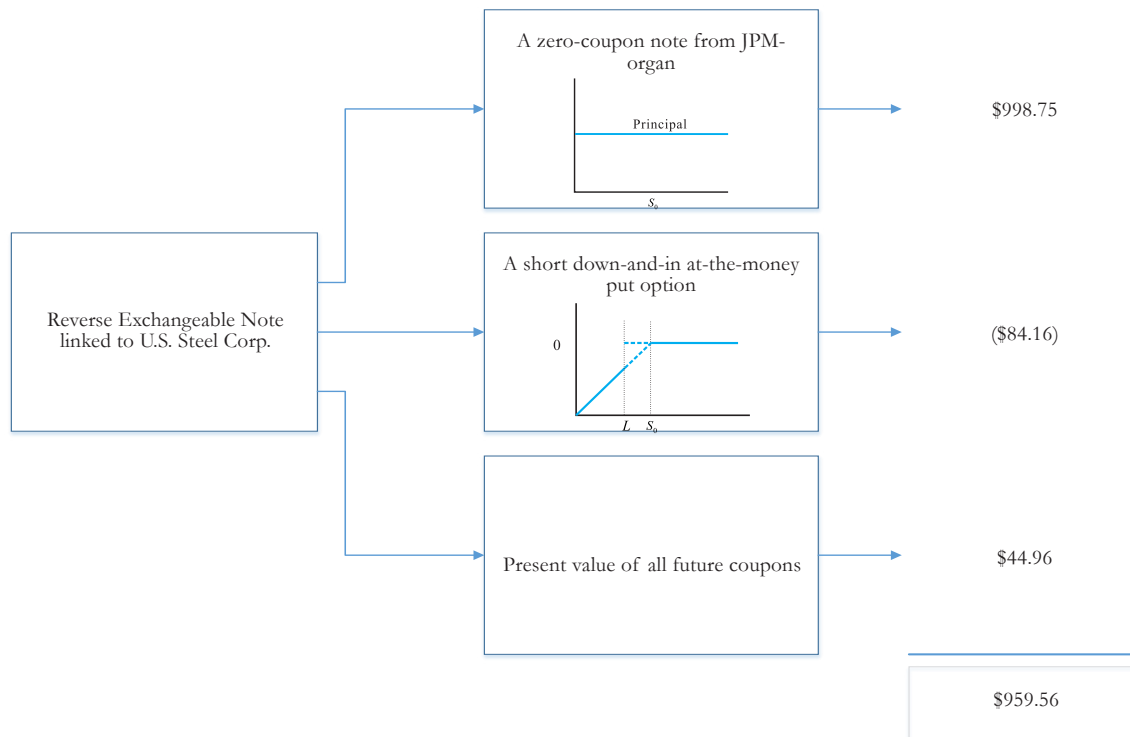 A zero-coupon note from JPM-
organ
Principal
S₀
$998.75
Reverse Exchangeable Note
linked to U.S. Steel Corp.
A short down-and-in at-the-money
put option
0
L S₀
($84.16)
Present value of all future coupons
$44.96
$959.56